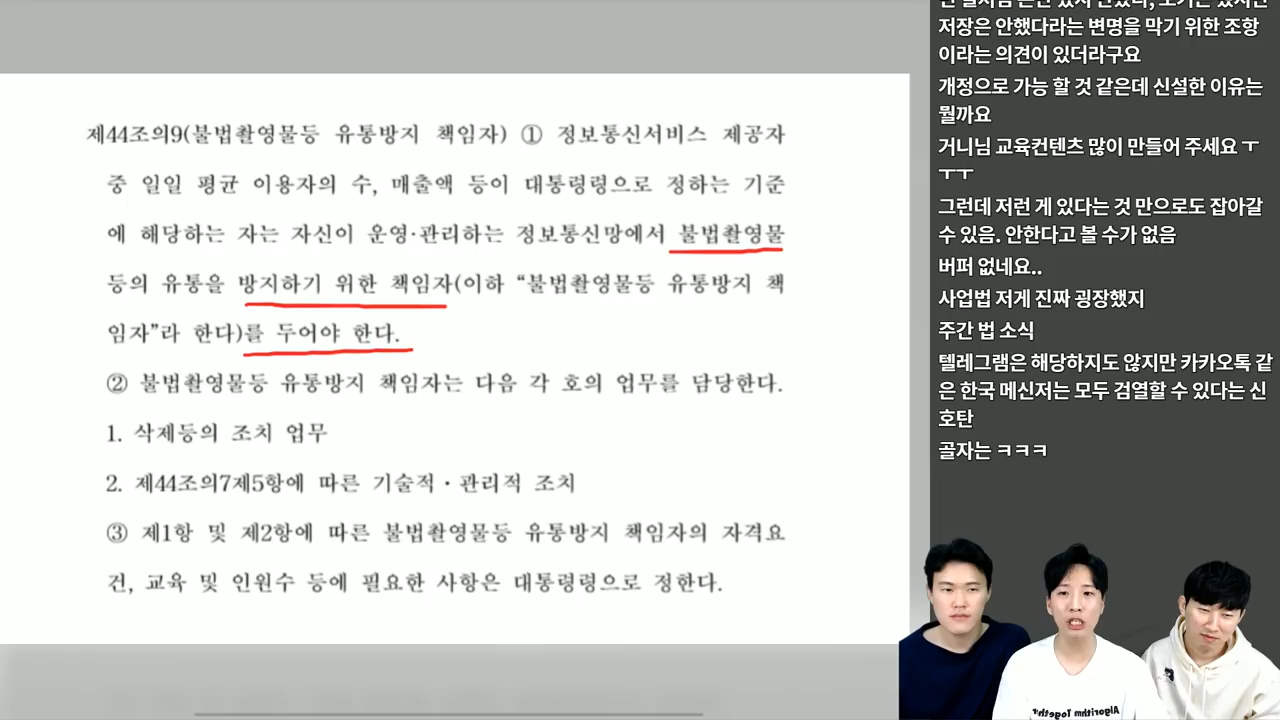 제44조의9(불법촬영물등 유통방지 책임자) ① 정보통신서비스 제공자
중 일일 평균 이용자의 수, 매출액 등이 대통령령으로 정하는 기준
에 해당하는 자는 자신이 운영·관리하는 정보통신망에서 불법촬영물
등의 유통을 방지하기 위한 책임자(이하 “불법촬영물등 유통방지 책
임자”라 한다)를 두어야 한다.
② 불법촬영물등 유통방지 책임자는 다음 각 호의 업무를 담당한다.
1. 삭제등의 조치 업무
2. 제44조의7제5항에 따른 기술적·관리적 조치
③ 제1항 및 제2항에 따른 불법촬영물등 유통방지 책임자의 자격요
건, 교육 및 인원수 등에 필요한 사항은 대통령령으로 정한다.
저장은 안했다라는 변명을 막기 위한 조항
이라는 의견이 있더라구요
개정으로 가능 할 것 같은데 신설한 이유는
뭘까요
거니님 교육컨텐츠 많이 만들어 주세요 ㅜ
ㅜㅜ
그런데 저런 게 있다는 것 만으로도 잡아갈
수 있음. 안한다고 볼 수가 없음
버퍼 없네요..
사업법 저게 진짜 굉장했지
주간 법 소식
텔레그램은 해당하지도 않지만 카카오톡 같
은 한국 메신저는 모두 검열할 수 있다는 신
호탄
골자는 ㅋㅋㅋ
Algorithm Together